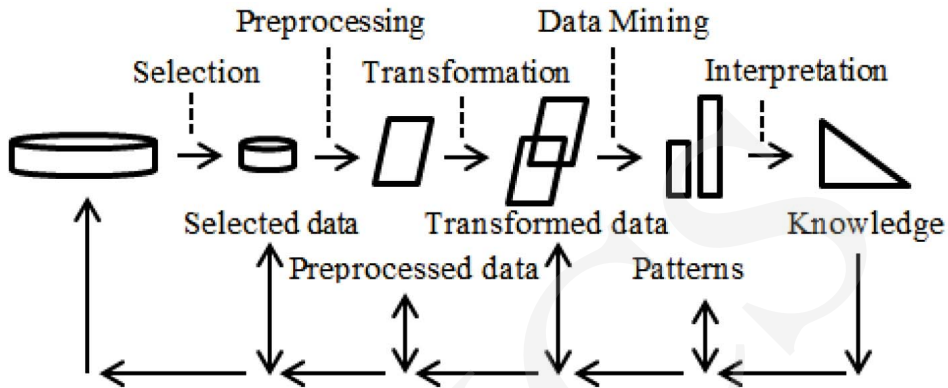 Preprocessing
Data Mining
Selection
Transformation
Interpretation
Selected data
Transformed data
Knowledge
Preprocessed data
Patterns